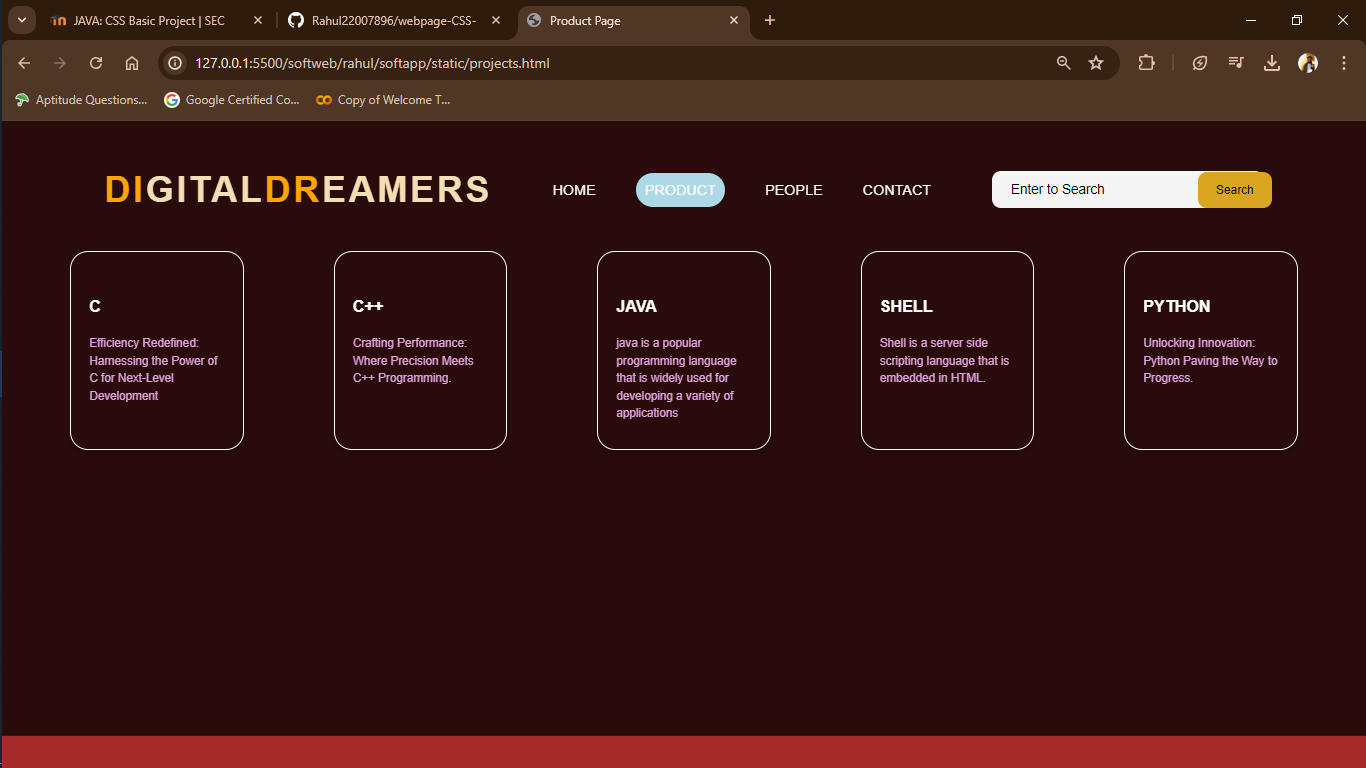 JAVA: CSS Basic Project | SEC
Rahul22007896/webpage-CSS-
Product Page
127.0.0.1:5500/softweb/rahul/softapp/static/projects.html
Aptitude Questions...
Google Certified Co...
Copy of Welcome T...
DIGITALDREAMERS
HOME
PRODUCT
PEOPLE
CONTACT
Enter to Search
Search
C
Efficiency Redefined:
Harnessing the Power of
C for Next-Level
Development
C++
Crafting Performance:
Where Precision Meets
C++ Programming.
JAVA
java is a popular
programming language
that is widely used for
developing a variety of
applications
SHELL
Shell is a server side
scripting language that is
embedded in HTML.
PYTHON
Unlocking Innovation:
Python Paving the Way to
Progress.